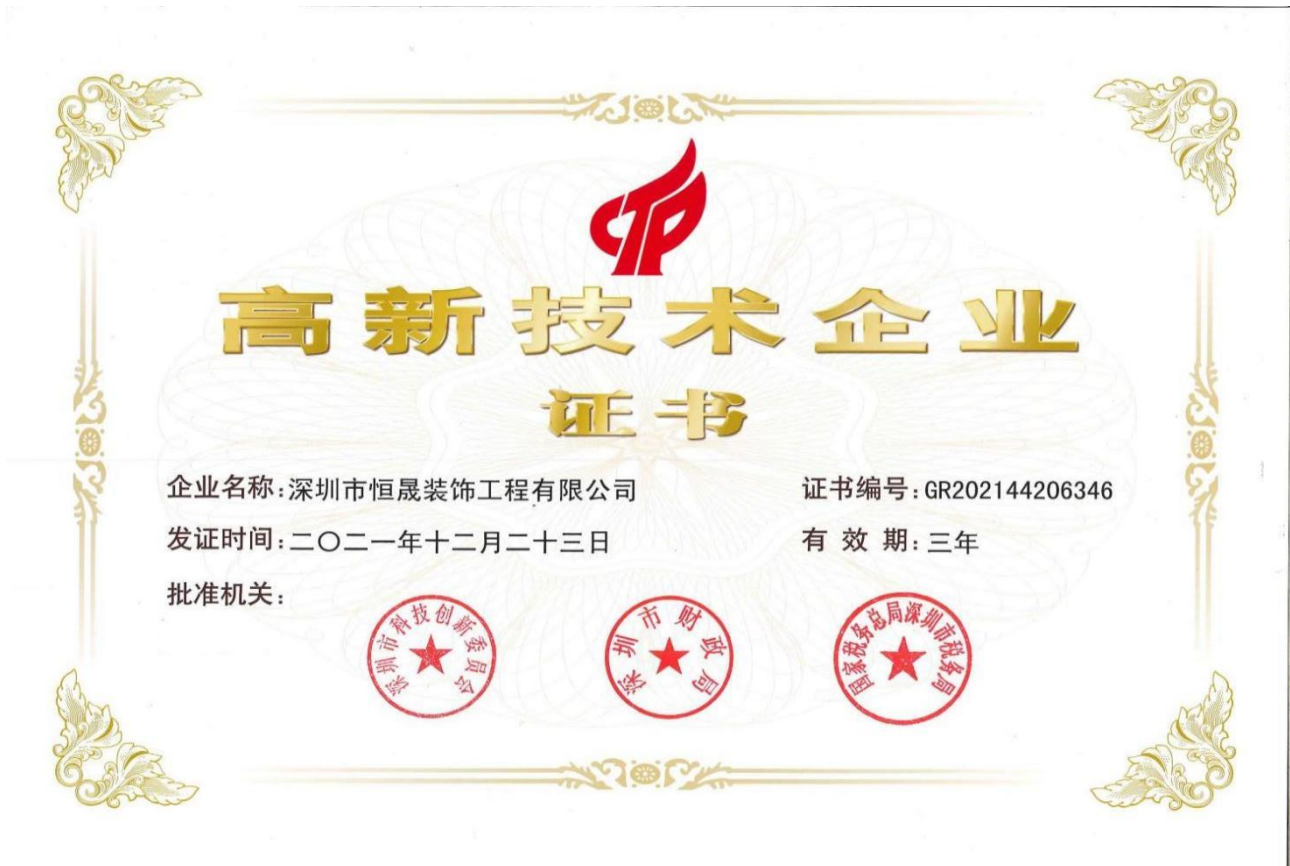 高新技术企业
证书
企业名称:深圳市恒晟装饰工程有限公司
证书编号:GR202144206346
发证时间:二〇二一年十二月二十三日
有效期:三年
批准机关:
深圳市科技创新委员会
深圳市财政局
国家税务总局深圳市税务局